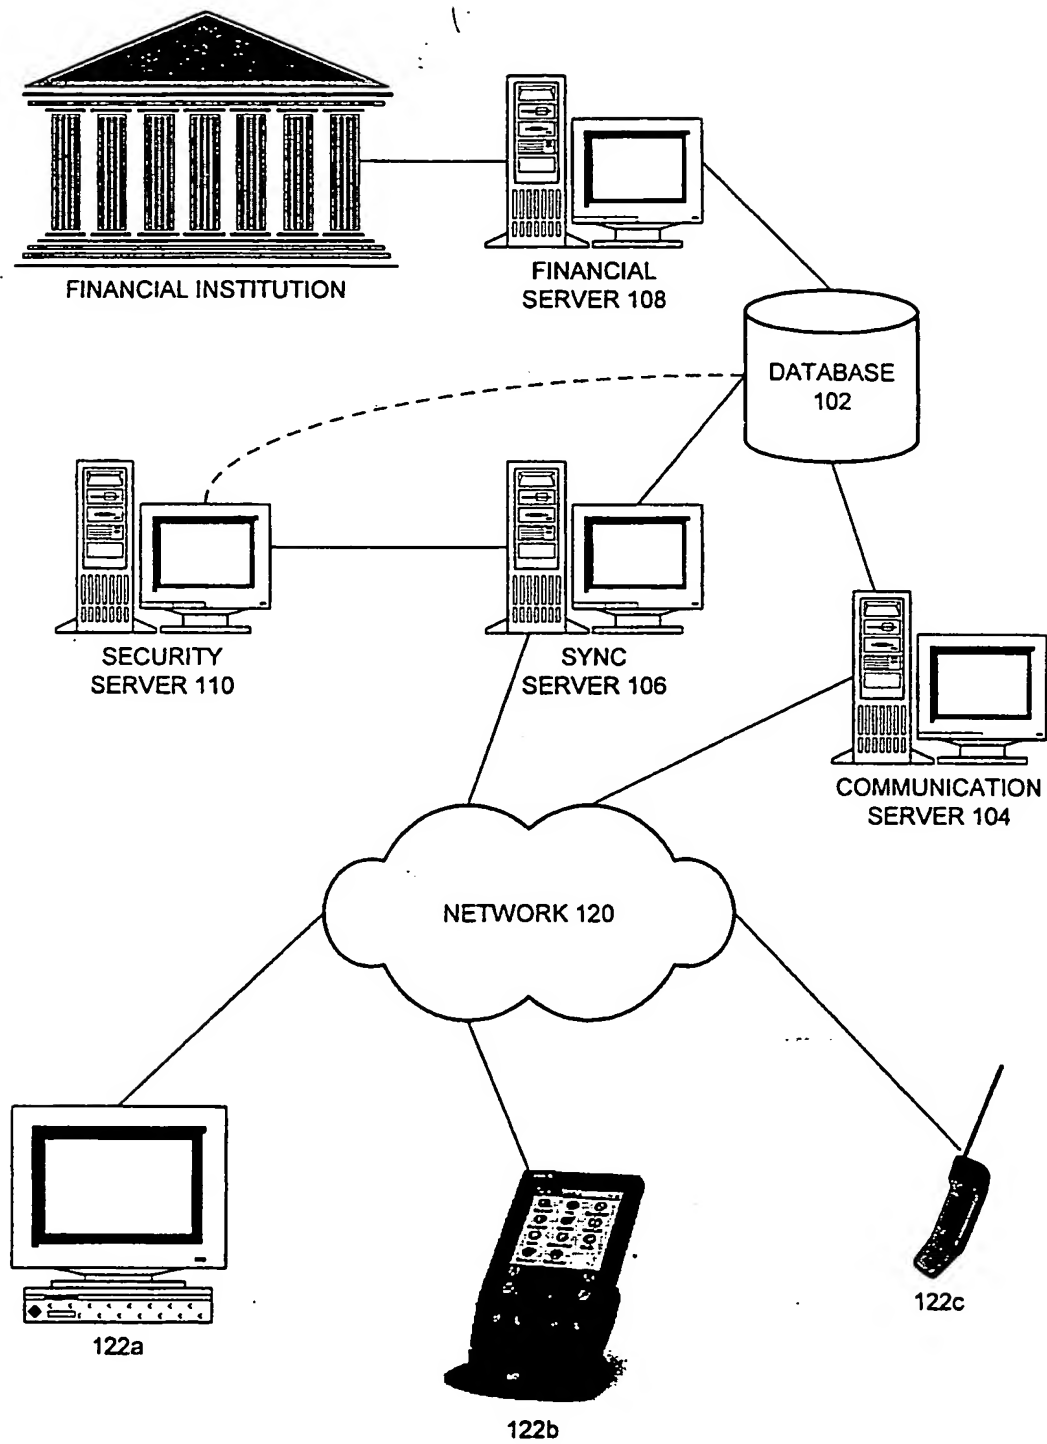 FINANCIAL INSTITUTION
FINANCIAL
SERVER 108
DATABASE
102
SECURITY
SERVER 110
SYNC
SERVER 106
COMMUNICATION
SERVER 104
NETWORK 120
122a
122b
122c